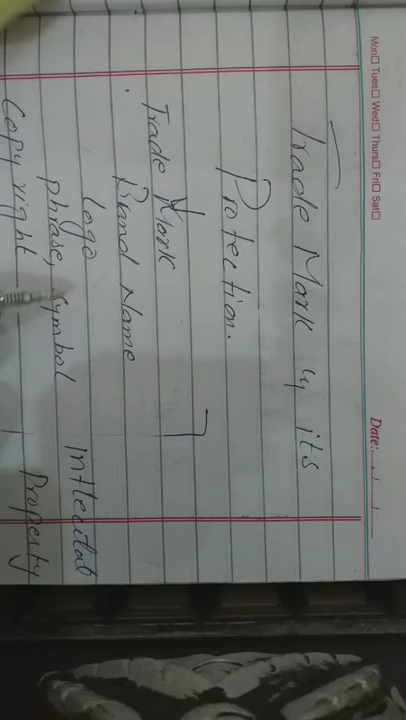 Mon Tues Wed Thurs Fri Sat
Date:
Trade Mark its
Protection.
Trade Mark
Brand Name
Logo
phrase, symbol
Intlecutal
Property
Copy right